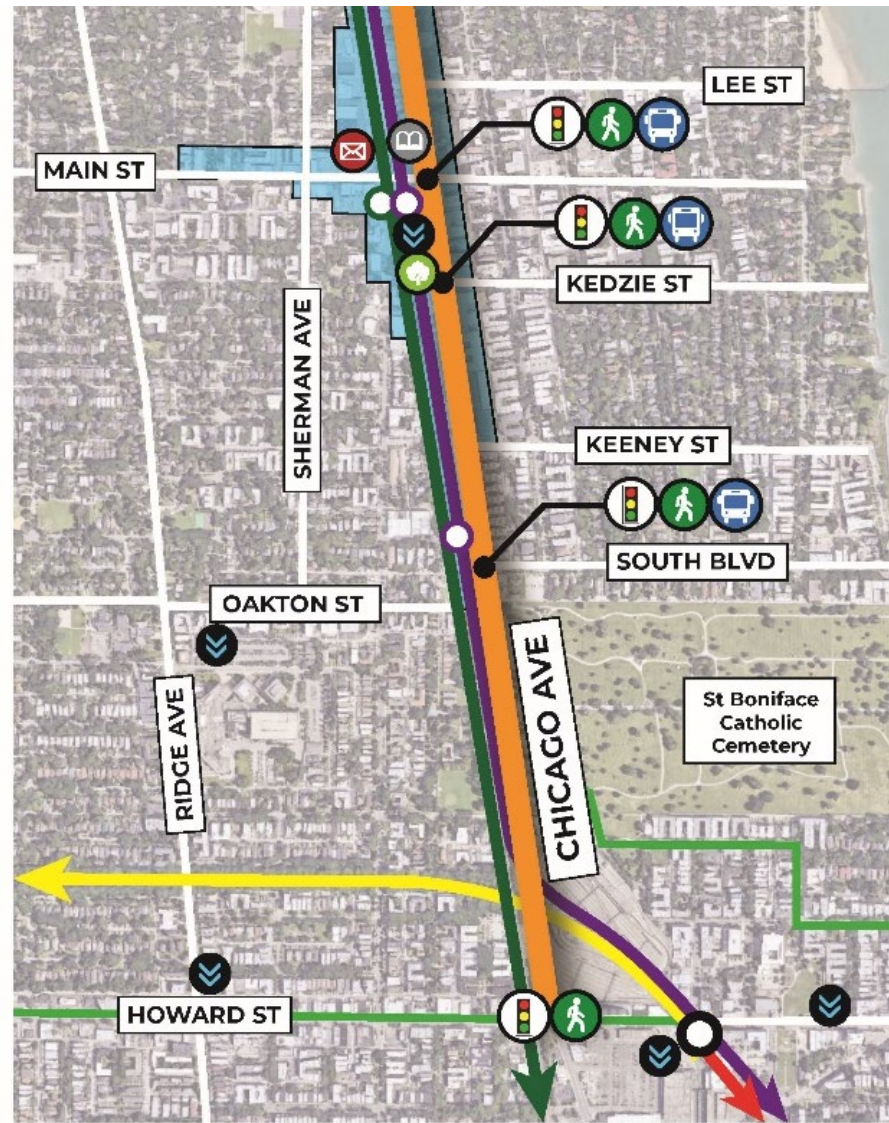 LEE ST
MAIN ST
KEDZIE ST
SHERMAN AVE
KEENEY ST
SOUTH BLVD
OAKTON ST
CHICAGO AVE
St Boniface
Catholic
Cemetery
RIDGE AVE
HOWARD ST